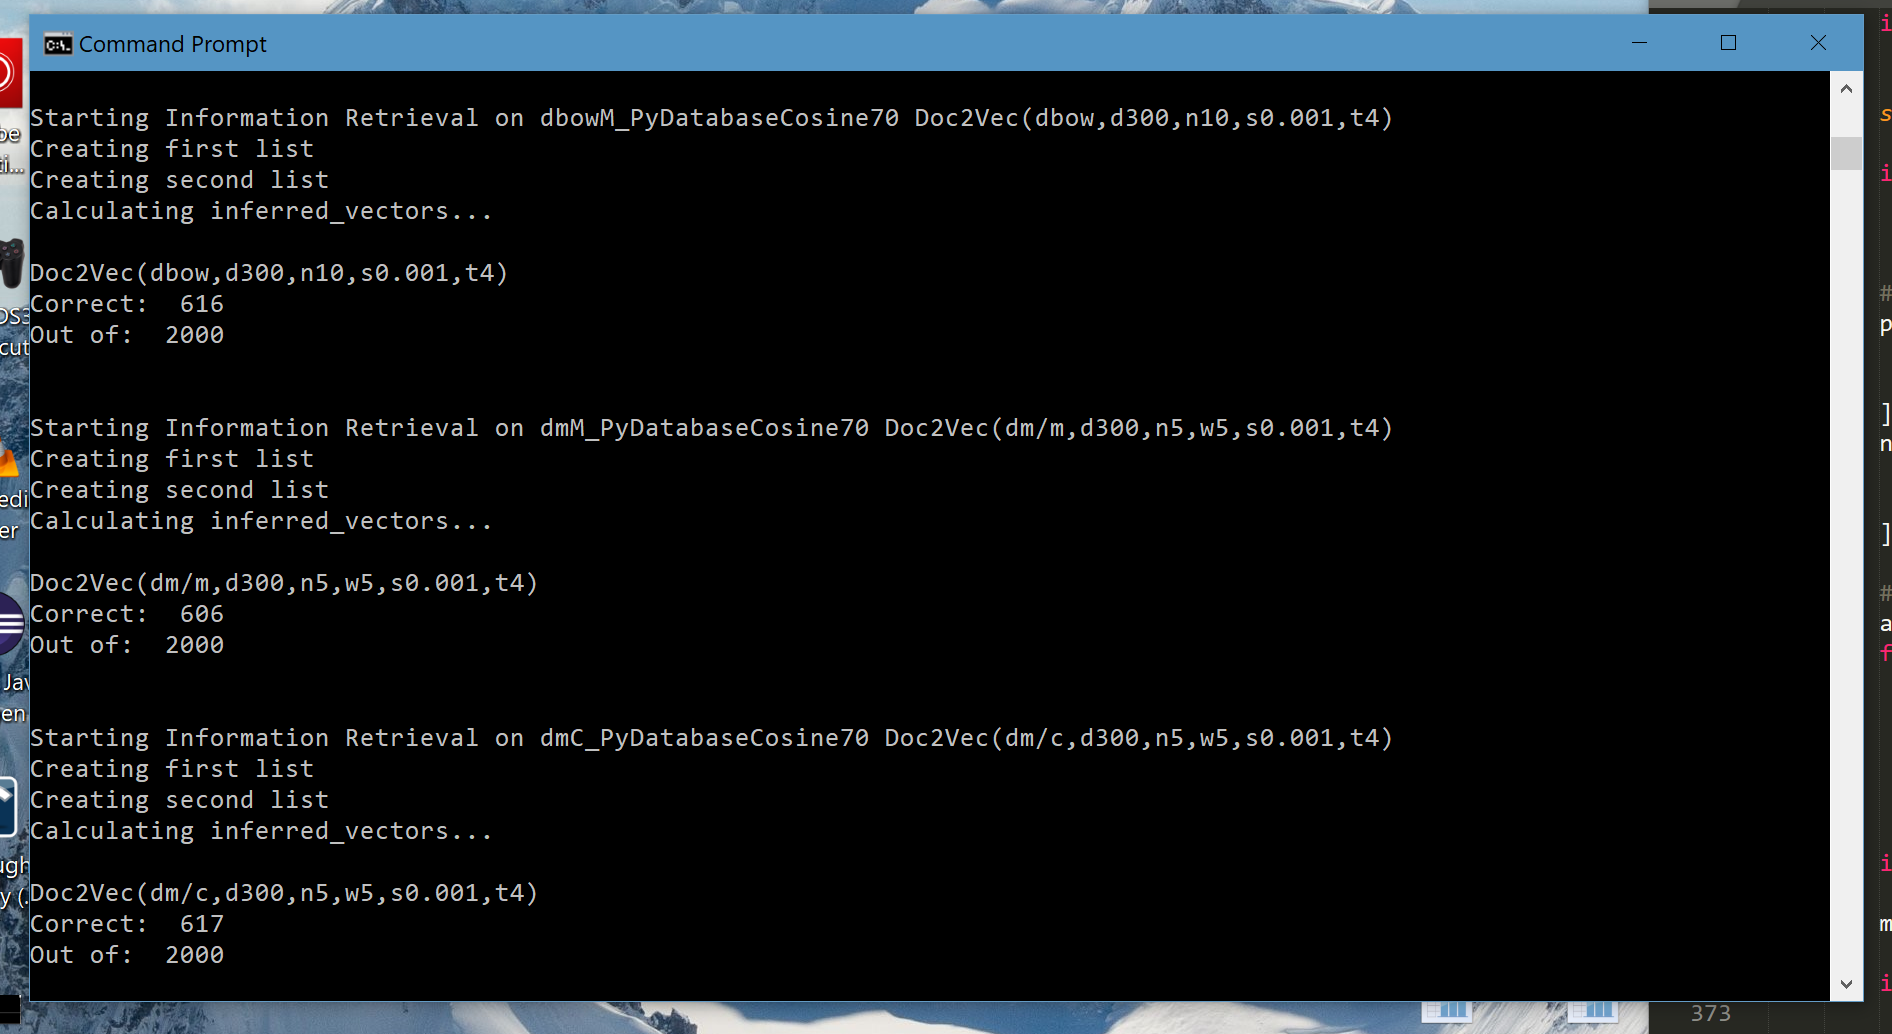 Command Prompt
Starting Information Retrieval on dbowM_PyDatabaseCosine70 Doc2Vec(dbow,d300,n10,s0.001,t4)
Creating first list
Creating second list
Calculating inferred_vectors...
Doc2Vec(dbow,d300,n10,s0.001,t4)
Correct:  616
Out of:  2000
Starting Information Retrieval on dmM_PyDatabaseCosine70 Doc2Vec(dm/m,d300,n5,w5,s0.001,t4)
Creating first list
Creating second list
Calculating inferred_vectors...
Doc2Vec(dm/m,d300,n5,w5,s0.001,t4)
Correct:  606
Out of:  2000
Starting Information Retrieval on dmC_PyDatabaseCosine70 Doc2Vec(dm/c,d300,n5,w5,s0.001,t4)
Creating first list
Creating second list
Calculating inferred_vectors...
Doc2Vec(dm/c,d300,n5,w5,s0.001,t4)
Correct:  617
Out of:  2000
373